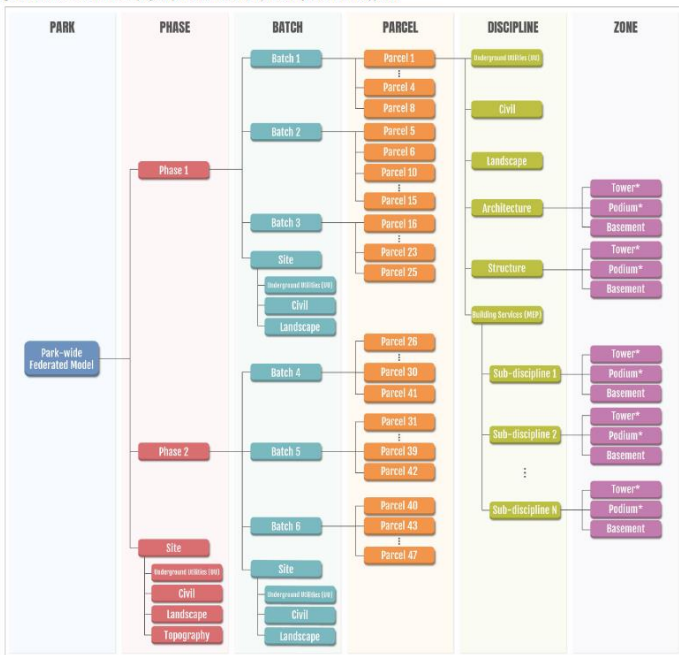 PARK
PHASE
BATCH
PARCEL
DISCIPLINE
ZONE
Park-wide
Federated Model
Phase 1
Phase 2
Site
Underground Utilities (UU)
Civil
Landscape
Topography
Batch 1
Batch 2
Batch 3
Site
Underground Utilities (UU)
Civil
Landscape
Batch 4
Batch 5
Batch 6
Site
Underground Utilities (UU)
Civil
Landscape
Parcel 1
Parcel 4
Parcel 8
Parcel 5
Parcel 6
Parcel 10
Parcel 15
Parcel 16
Parcel 23
Parcel 25
Parcel 26
Parcel 30
Parcel 41
Parcel 31
Parcel 39
Parcel 42
Parcel 40
Parcel 43
Parcel 47
Underground Utilities (UU)
Civil
Landscape
Architecture
Structure
Building Services (MEP)
Sub-discipline 1
Sub-discipline 2
Sub-discipline N
Tower*
Podium*
Basement
Tower*
Podium*
Basement
Tower*
Podium*
Basement
Tower*
Podium*
Basement
Tower*
Podium*
Basement